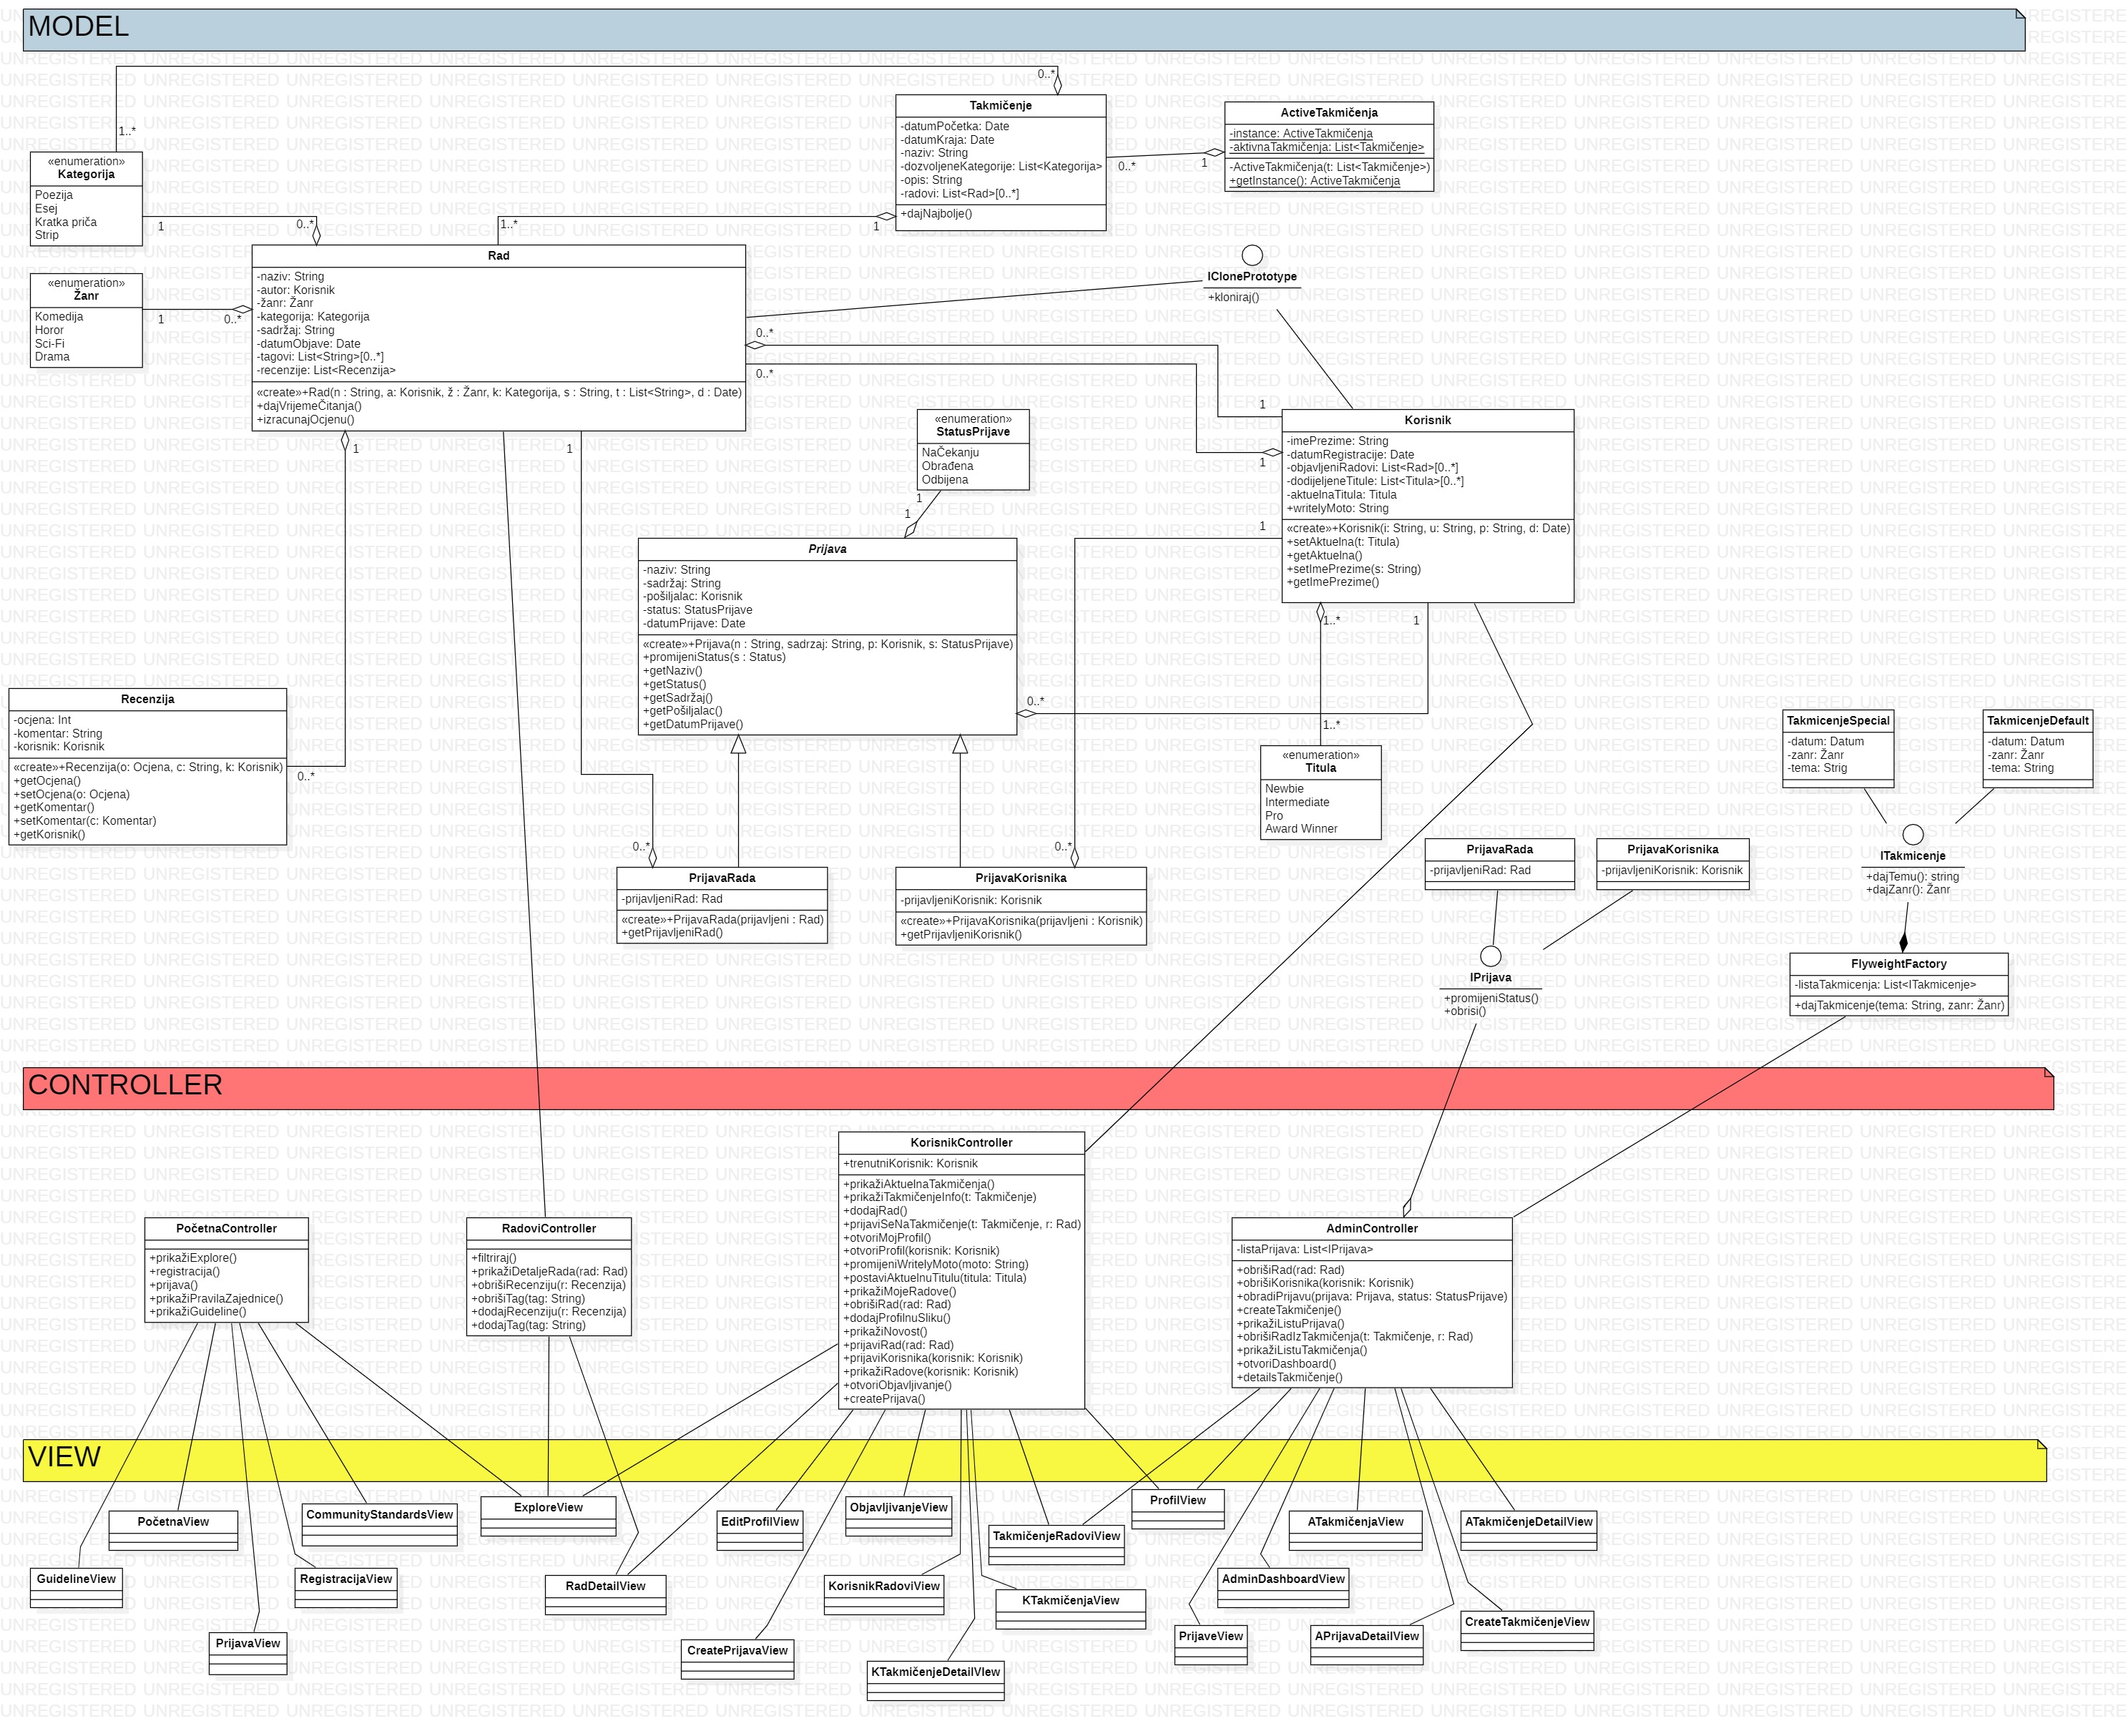 MODEL
0..*
1..*
Takmičenje
-datumPočetka: Date
-datumKraja: Date
-naziv: String
-dozvoljeneKategorije: List<Kategorija>
-opis: String
-radovi: List<Rad>[0..*]
+dajNajbolje()
ActiveTakmičenja
-instance: ActiveTakmičenja
-aktivnaTakmičenja: List<Takmičenje>
-ActiveTakmičenja(t: List<Takmičenje>)
+getInstance(): ActiveTakmičenja
0..*
1
«enumeration»
Kategorija
Poezija
Esej
Kratka priča
Strip
1
0..*
1..*
1
«enumeration»
Žanr
Komedija
Horor
Sci-Fi
Drama
1
0..*
Rad
-naziv: String
-autor: Korisnik
-žanr: Žanr
-kategorija: Kategorija
-sadržaj: String
-datumObjave: Date
-tagovi: List<String>[0..*]
-recenzije: List<Recenzija>
«create»+Rad(n : String, a: Korisnik, ž : Žanr, k: Kategorija, s : String, t : List<String>, d : Date)
+dajVrijemeČitanja()
+izracunajOcjenu()
IClonePrototype
+kloniraj()
0..*
0..*
1
1
1
1
1
«enumeration»
StatusPrijave
NaČekanju
Obrađena
Odbijena
1
1
Korisnik
-imePrezime: String
-datumRegistracije: Date
-objavljeniRadovi: List<Rad>[0..*]
-dodijeljeneTitule: List<Titula>[0..*]
-aktuelnaTitula: Titula
+writelyMoto: String
«create»+Korisnik(i: String, u: String, p: String, d: Date)
+setAktuelna(t: Titula)
+getAktuelna()
+setImePrezime(s: String)
+getImePrezime()
Prijava
-naziv: String
-sadržaj: String
-pošiljalac: Korisnik
-status: StatusPrijave
-datumPrijave: Date
«create»+Prijava(n : String, sadrzaj: String, p: Korisnik, s: StatusPrijave)
+promijeniStatus(s : Status)
+getNaziv()
+getStatus()
+getSadržaj()
+getPošiljalac()
+getDatumPrijave()
1..*
1
0..*
1..*
Recenzija
-ocjena: Int
-komentar: String
-korisnik: Korisnik
«create»+Recenzija(o: Ocjena, c: String, k: Korisnik)
+getOcjena()
+setOcjena(o: Ocjena)
+getKomentar()
+setKomentar(c: Komentar)
+getKorisnik()
0..*
«enumeration»
Titula
Newbie
Intermediate
Pro
Award Winner
TakmicenjeSpecial
-datum: Datum
-zanr: Žanr
-tema: Strig
TakmicenjeDefault
-datum: Datum
-zanr: Žanr
-tema: String
0..*
0..*
PrijavaRada
-prijavljeniRad: Rad
«create»+PrijavaRada(prijavljeni : Rad)
+getPrijavljeniRad()
PrijavaKorisnika
-prijavljeniKorisnik: Korisnik
«create»+PrijavaKorisnika(prijavljeni : Korisnik)
+getPrijavljeniKorisnik()
PrijavaRada
-prijavljeniRad: Rad
PrijavaKorisnika
-prijavljeniKorisnik: Korisnik
ITakmicenje
+dajTemu(): string
+dajZanr(): Žanr
IPrijava
+promijeniStatus()
+obrisi()
FlyweightFactory
-listaTakmicenja: List<ITakmicenje>
+dajTakmicenje(tema: String, zanr: Žanr)
CONTROLLER
PočetnaController
+prikažiExplore()
+registracija()
+prijava()
+prikažiPravilaZajednice()
+prikažiGuideline()
RadoviController
+filtriraj()
+prikažiDetaljeRada(rad: Rad)
+obrišiRecenziju(r: Recenzija)
+obrišiTag(tag: String)
+dodajRecenziju(r: Recenzija)
+dodajTag(tag: String)
KorisnikController
+trenutniKorisnik: Korisnik
+prikažiAktuelnaTakmičenja()
+prikažiTakmičenjeInfo(t: Takmičenje)
+dodajRad()
+prijaviSeNaTakmičenje(t: Takmičenje, r: Rad)
+otvoriMojProfil()
+otvoriProfil(korisnik: Korisnik)
+promijeniWritelyMoto(moto: String)
+postaviAktuelnuTitulu(titula: Titula)
+prikažiMojeRadove()
+obrišiRad(rad: Rad)
+dodajProfilnuSliku()
+prikažiNovost()
+prijaviRad(rad: Rad)
+prijaviKorisnika(korisnik: Korisnik)
+prikažiRadove(korisnik: Korisnik)
+otvoriObjavljivanje()
+createPrijava()
AdminController
-listaPrijava: List<IPrijava>
+obrišiRad(rad: Rad)
+obrišiKorisnika(korisnik: Korisnik)
+obradiPrijavu(prijava: Prijava, status: StatusPrijave)
+createTakmičenje()
+prikažiListuPrijava()
+obrišiRadIzTakmičenja(t: Takmičenje, r: Rad)
+prikažiListuTakmičenja()
+otvoriDashboard()
+detailsTakmičenje()
VIEW
PočetnaView
CommunityStandardsView
ExploreView
EditProfilView
ObjavljivanjeView
TakmičenjeRadoviView
ProfilView
ATakmičenjaView
ATakmičenjeDetailView
GuidelineView
RegistracijaView
RadDetailView
KorisnikRadoviView
KTakmičenjaView
AdminDashboardView
PrijavaView
CreatePrijavaView
KTakmičenjeDetailVIew
PrijaveView
APrijavaDetailView
CreateTakmičenjeView